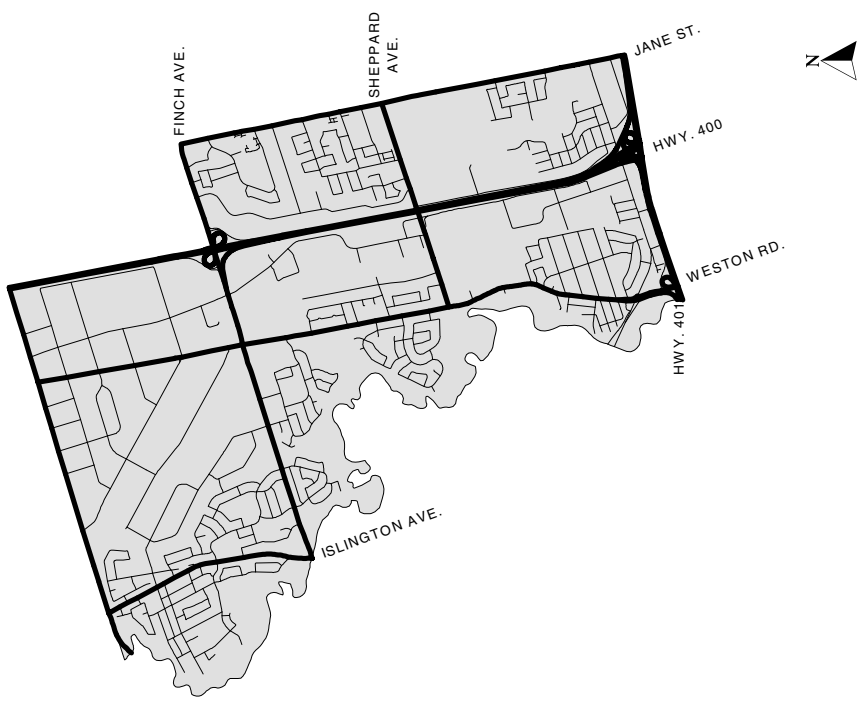 FINCH AVE.
SHEPPARD
AVE.
JANE ST.
N
HWY. 400
WESTON RD.
HWY. 401
ISLINGTON AVE.